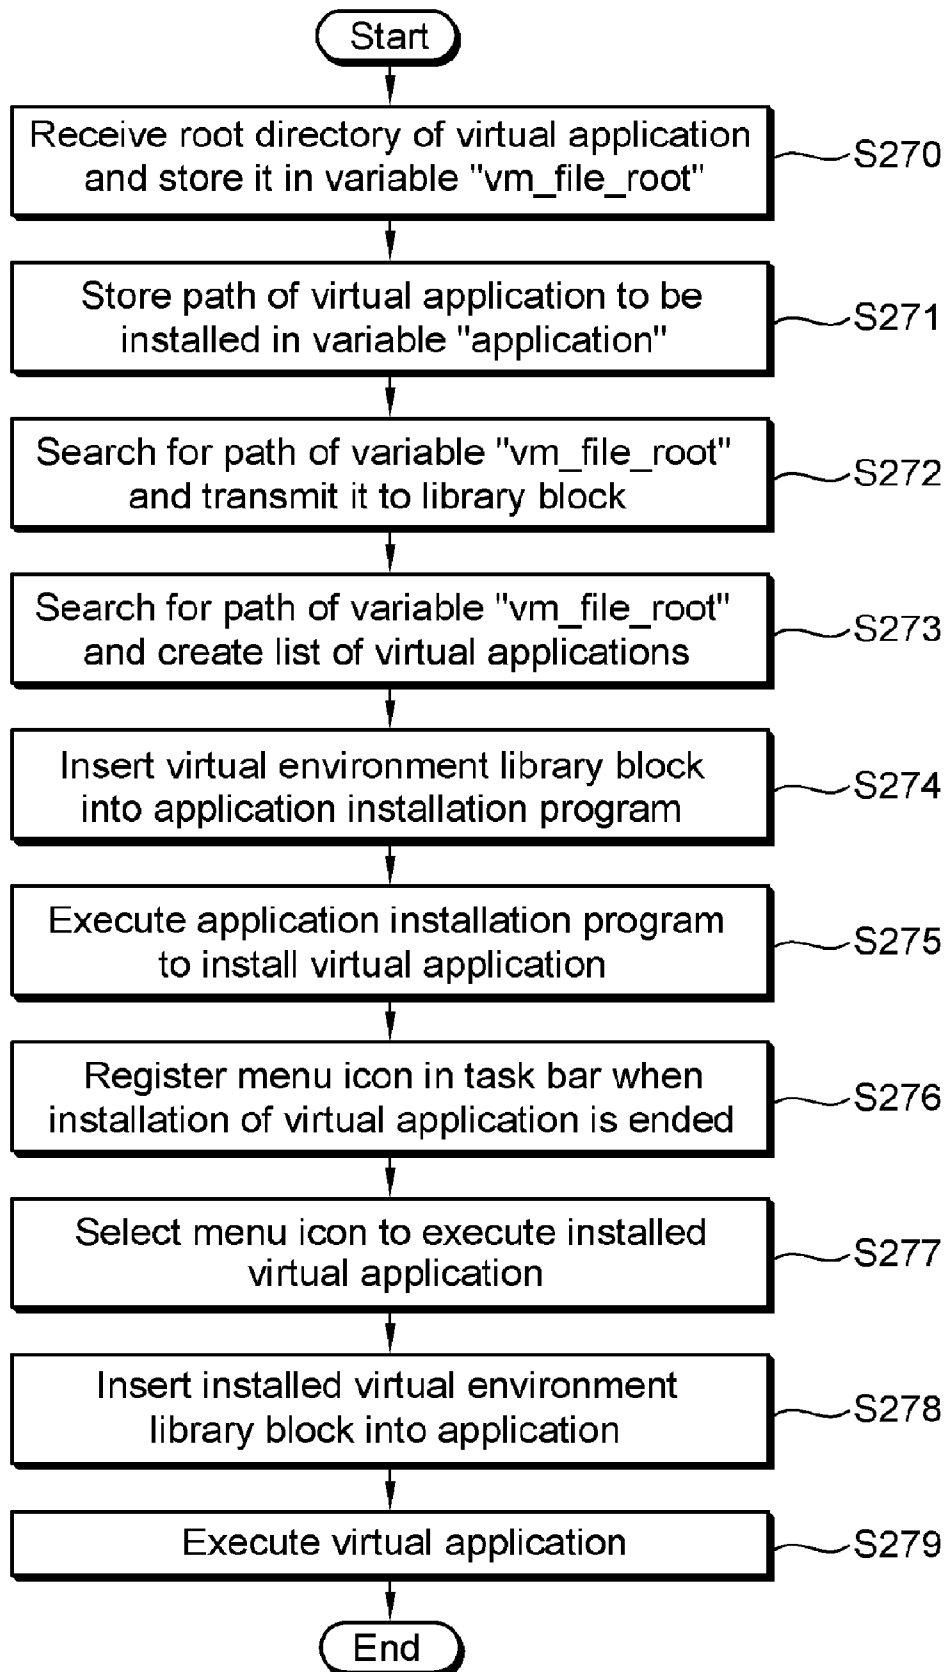 Start
Receive root directory of virtual application
and store it in variable "vm_file_root"
S270
Store path of virtual application to be
installed in variable "application"
S271
Search for path of variable "vm_file_root"
and transmit it to library block
S272
Search for path of variable "vm_file_root"
and create list of virtual applications
S273
Insert virtual environment library block
into application installation program
S274
Execute application installation program
to install virtual application
S275
Register menu icon in task bar when
installation of virtual application is ended
S276
Select menu icon to execute installed
virtual application
S277
Insert installed virtual environment
library block into application
S278
Execute virtual application
S279
End